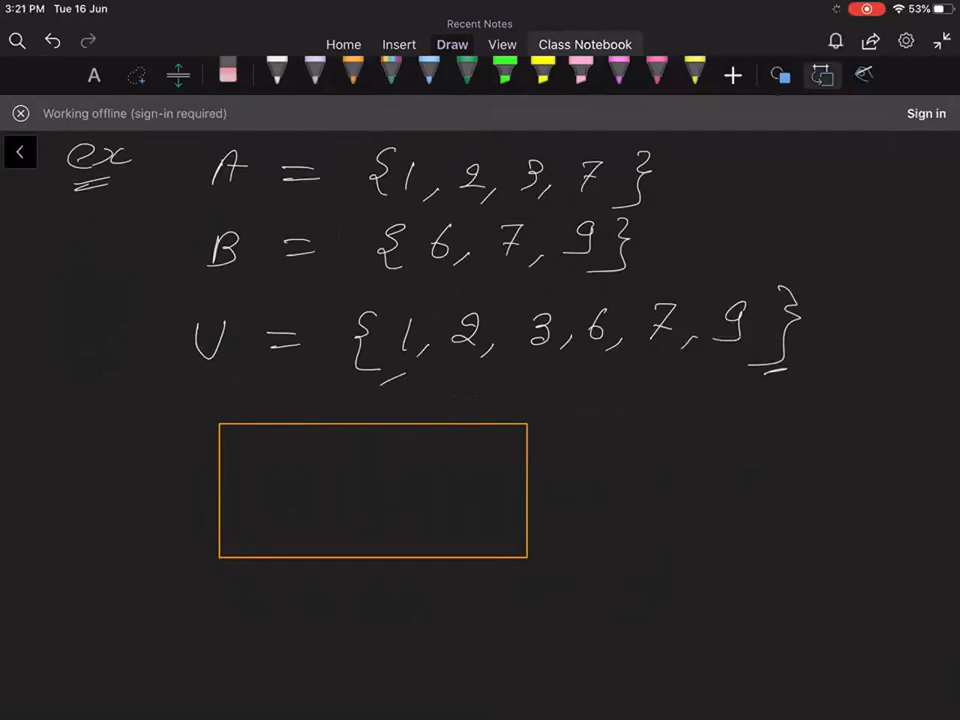 3:21 PM Tue 16 Jun
53%
Recent Notes
Home Insert Draw View Class Notebook
A
Working offline (sign-in required)
Sign in
ex A = {1, 2, 3, 7}
B = {6, 7, 9}
U = {1, 2, 3, 6, 7, 9}